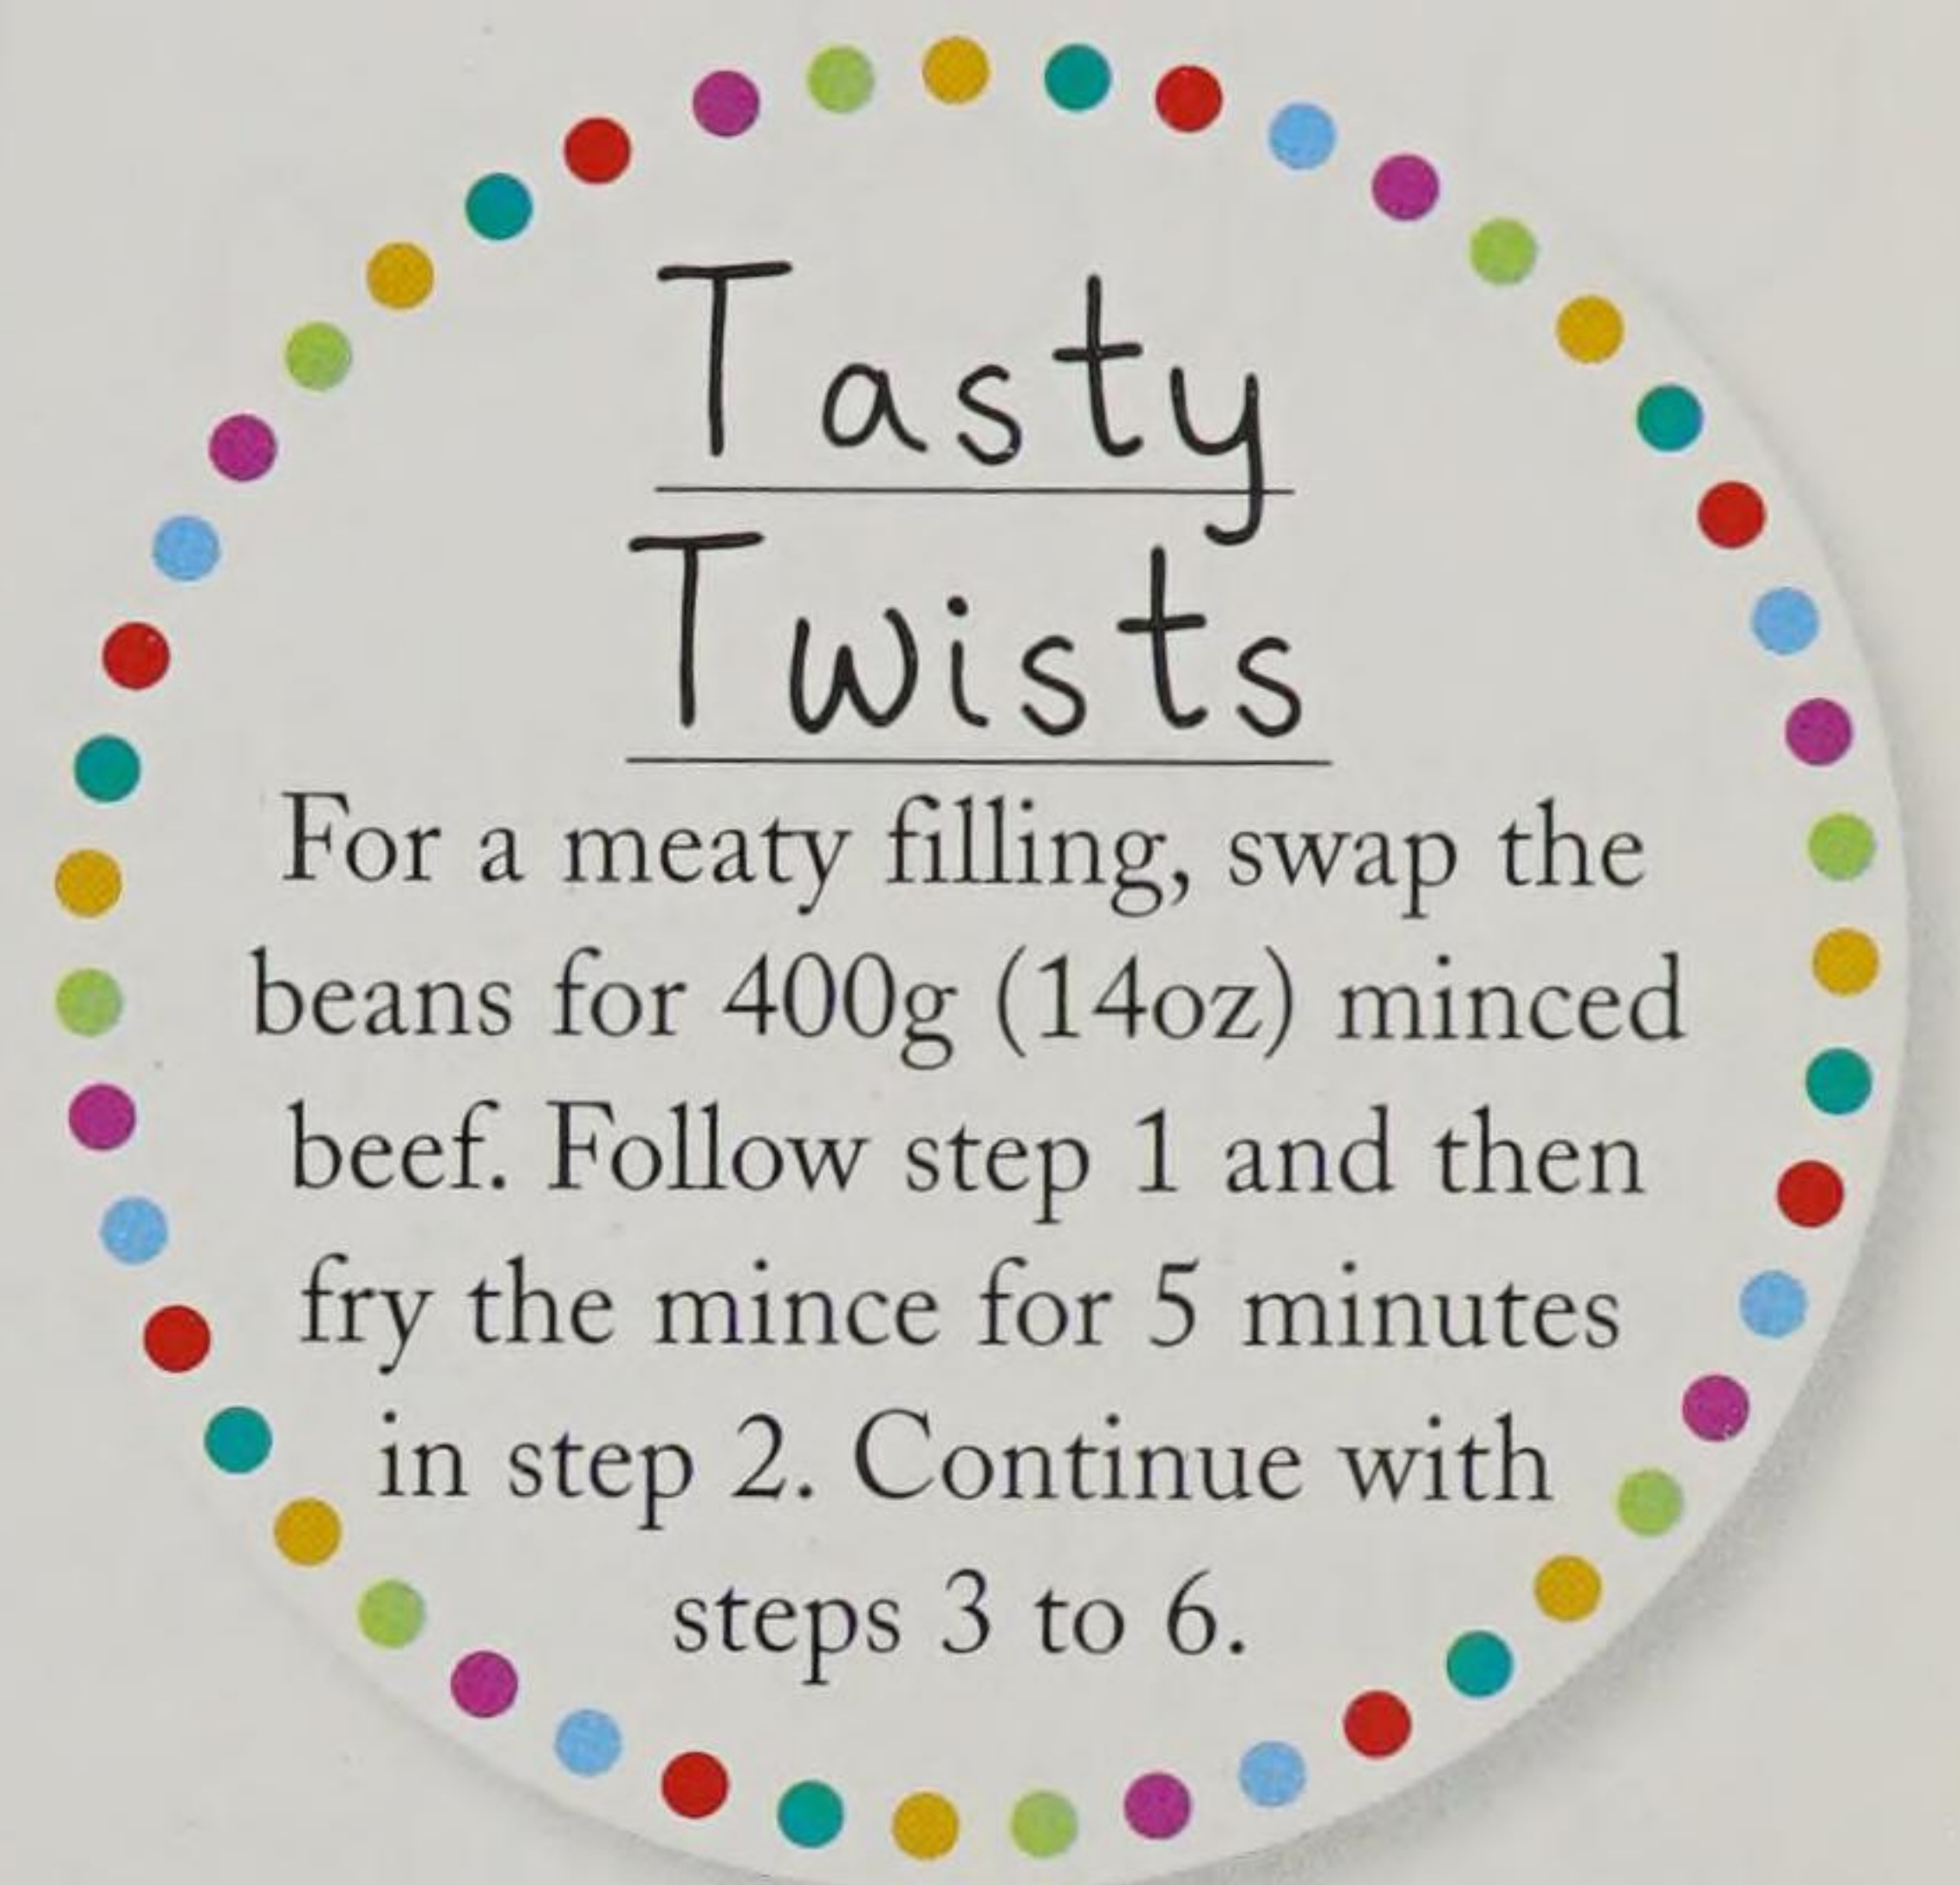 Tasty
Twists
For a meaty filling, swap the
beans for 400g (14oz) minced
beef. Follow step 1 and then
fry the mince for 5 minutes
in step 2. Continue with
steps 3 to 6.